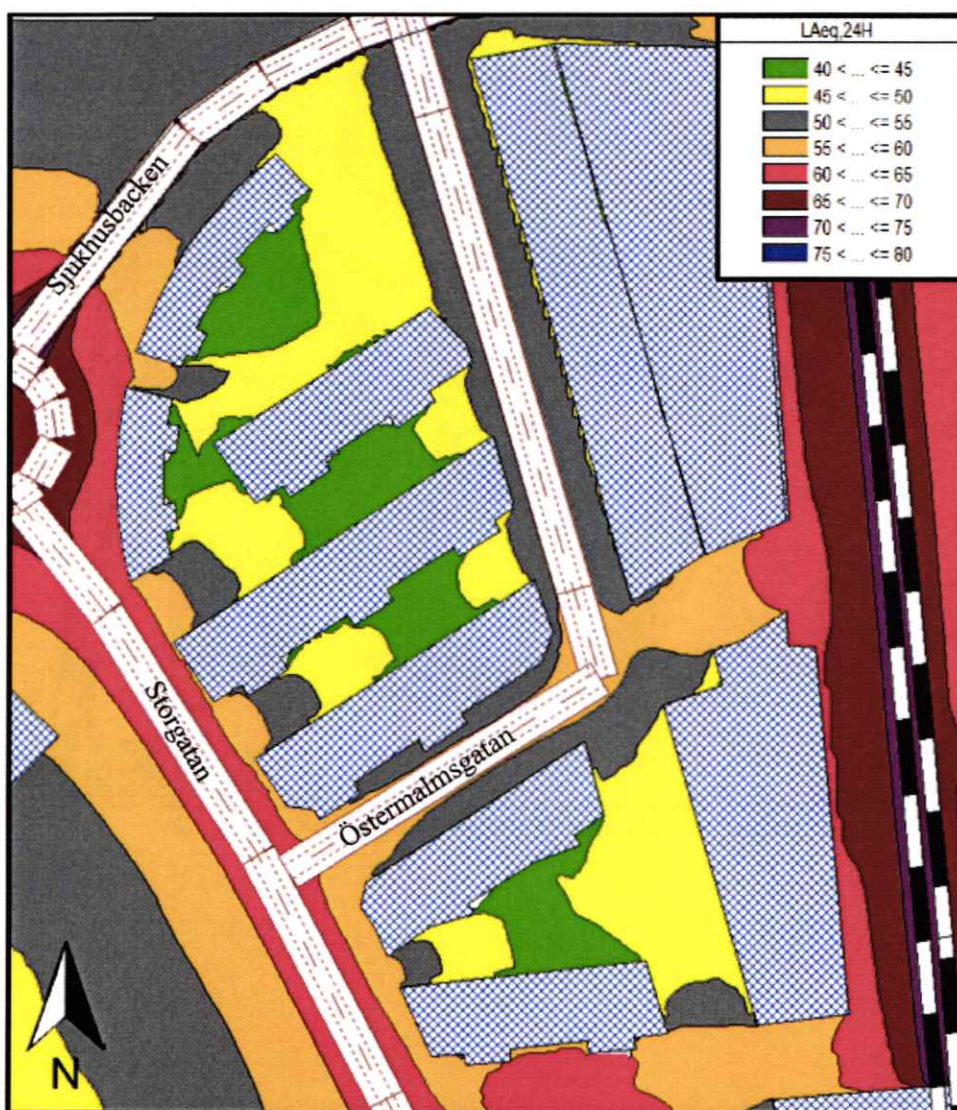 LAeq,24H
40 < ... <= 45
45 < ... <= 50
50 < ... <= 55
55 < ... <= 60
60 < ... <= 65
65 < ... <= 70
70 < ... <= 75
75 < ... <= 80
Sjukhusbacken
Storgatan
Östermalmsgatan
N